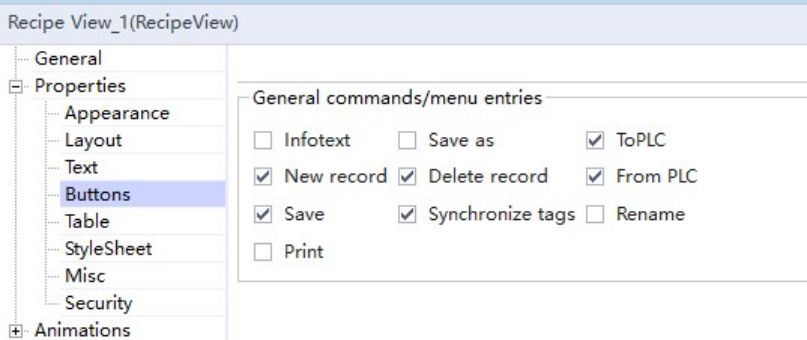 Recipe View_1(RecipeView)
General
Properties
Appearance
Layout
Text
Buttons
Table
StyleSheet
Misc
Security
Animations
General commands/menu entries
Infotext Save as ToPLC
New record Delete record From PLC
Save Synchronize tags Rename
Print